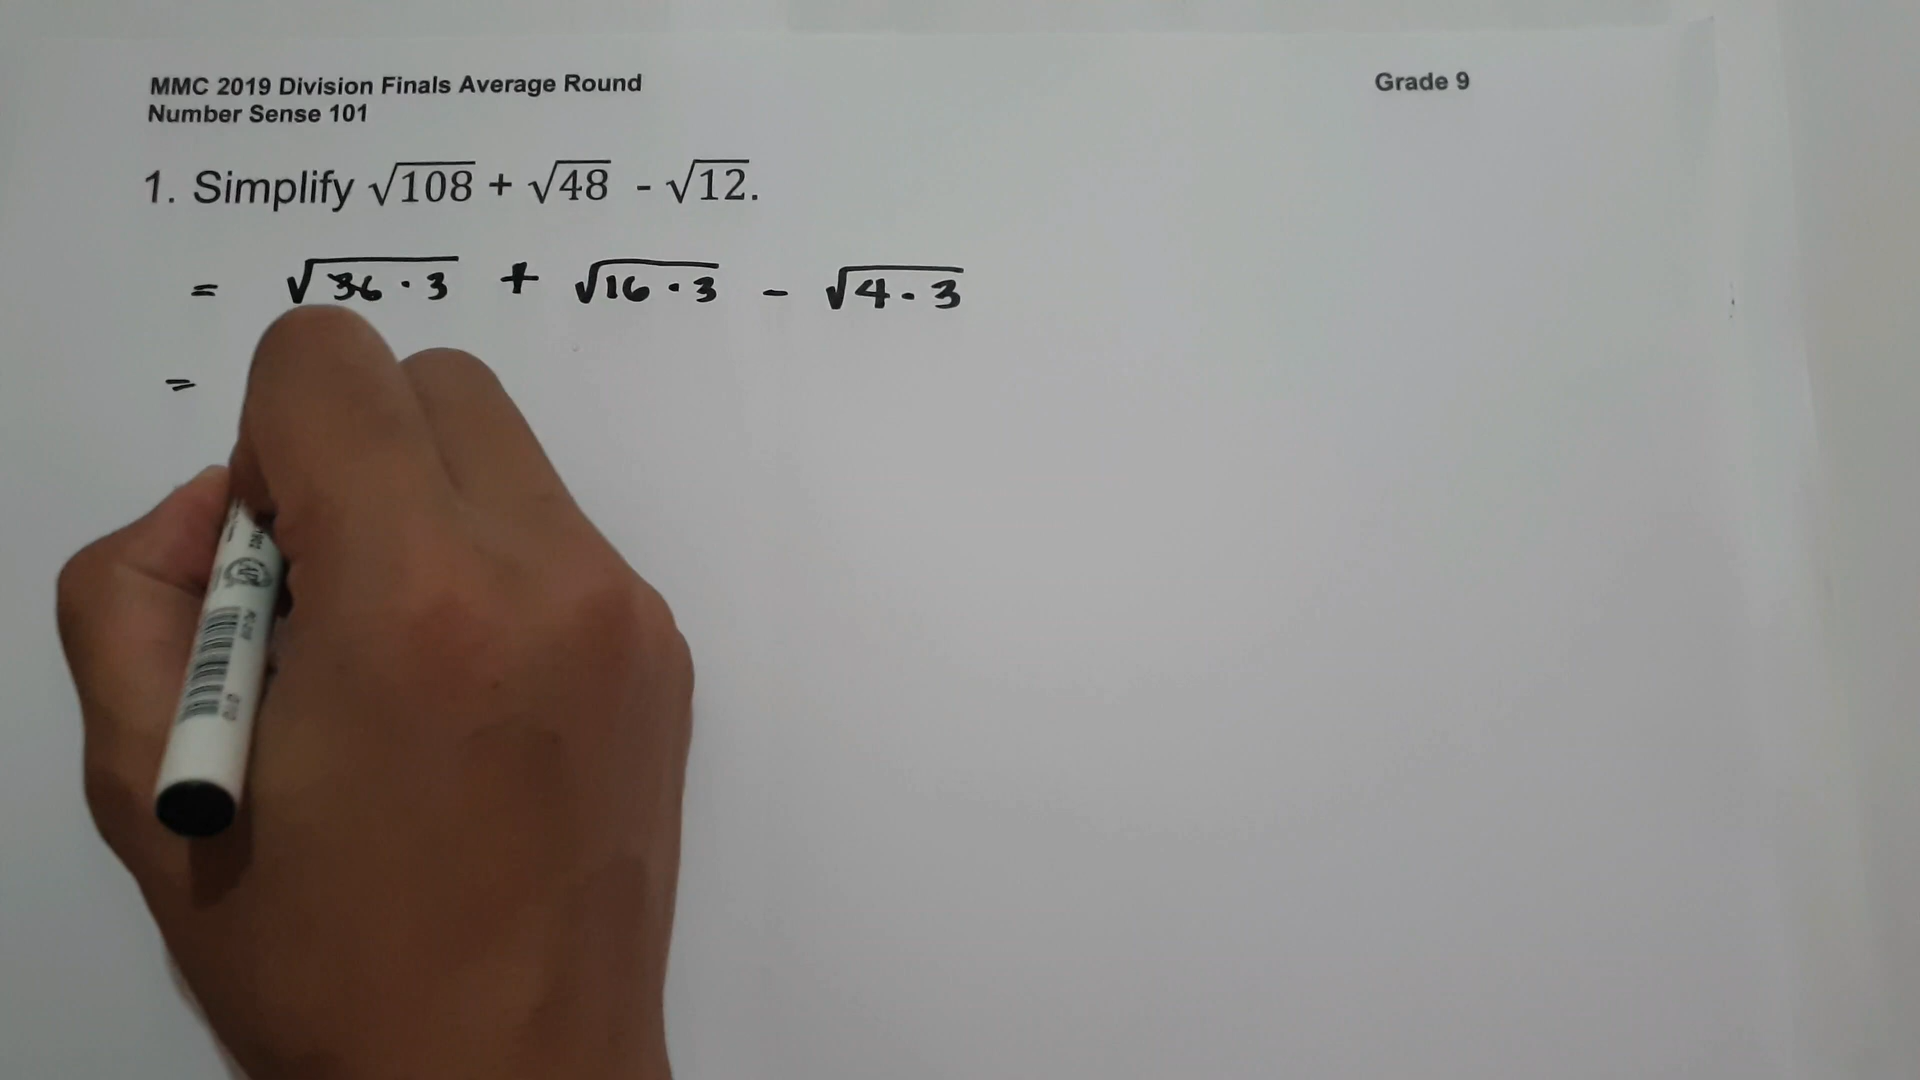 MMC 2019 Division Finals Average Round
Grade 9
Number Sense 101
1. Simplify √108 + √48 - √12.
= √36 · 3 + √16 · 3 - √4 · 3
=